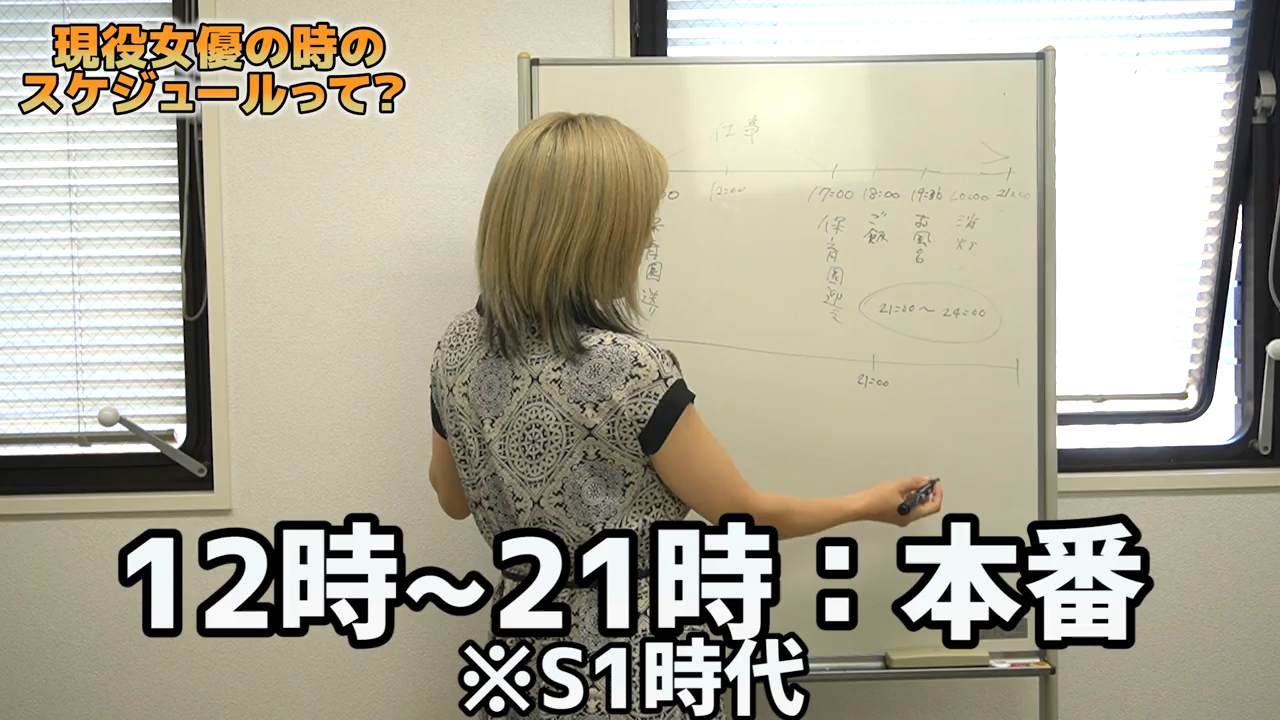 現役女優の時の
スケジュールって？
仕事
12:00
17:00 18:00 19:30 20:00 21:00
保育園送り
保育園迎え
ご飯
お風呂
消灯
21:30～24:00
21:00
12時~21時：本番
※S1時代